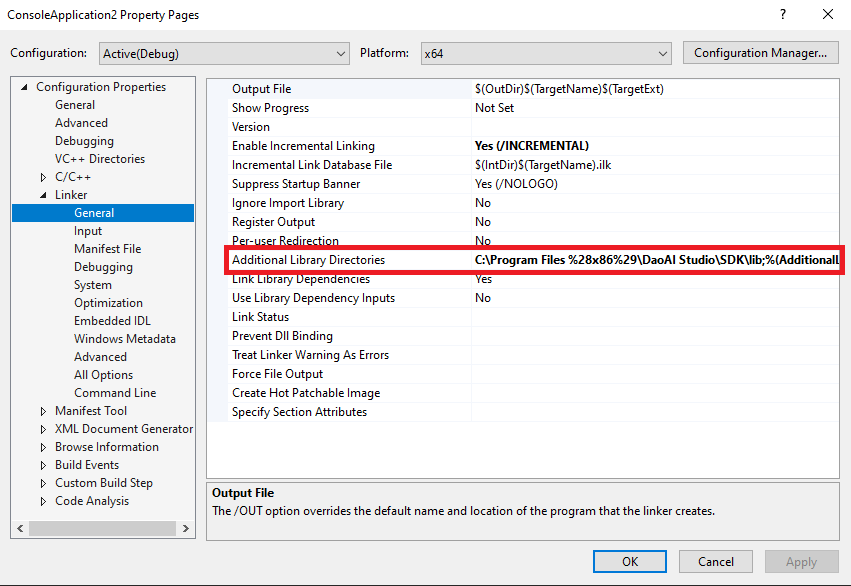 ConsoleApplication2 Property Pages ?
Configuration: Active(Debug) Platform: x64 Configuration Manager...
Configuration Properties
General
Advanced
Debugging
VC++ Directories
C/C++
Linker
General
Input
Manifest File
Debugging
System
Optimization
Embedded IDL
Windows Metadata
Advanced
All Options
Command Line
Manifest Tool
XML Document Generator
Browse Information
Build Events
Custom Build Step
Code Analysis
Output File $(OutDir)$(TargetName)$(TargetExt)
Show Progress Not Set
Version
Enable Incremental Linking Yes (/INCREMENTAL)
Incremental Link Database File $(IntDir)$(TargetName).ilk
Suppress Startup Banner Yes (/NOLOGO)
Ignore Import Library No
Register Output No
Per-user Redirection No
Additional Library Directories C:\Program Files %28x86%29\DaoAI Studio\SDK\lib;%(AdditionalL
Link Library Dependencies Yes
Use Library Dependency Inputs No
Link Status
Prevent Dll Binding
Treat Linker Warning As Errors
Force File Output
Create Hot Patchable Image
Specify Section Attributes
Output File
The /OUT option overrides the default name and location of the program that the linker creates.
OK Cancel Apply